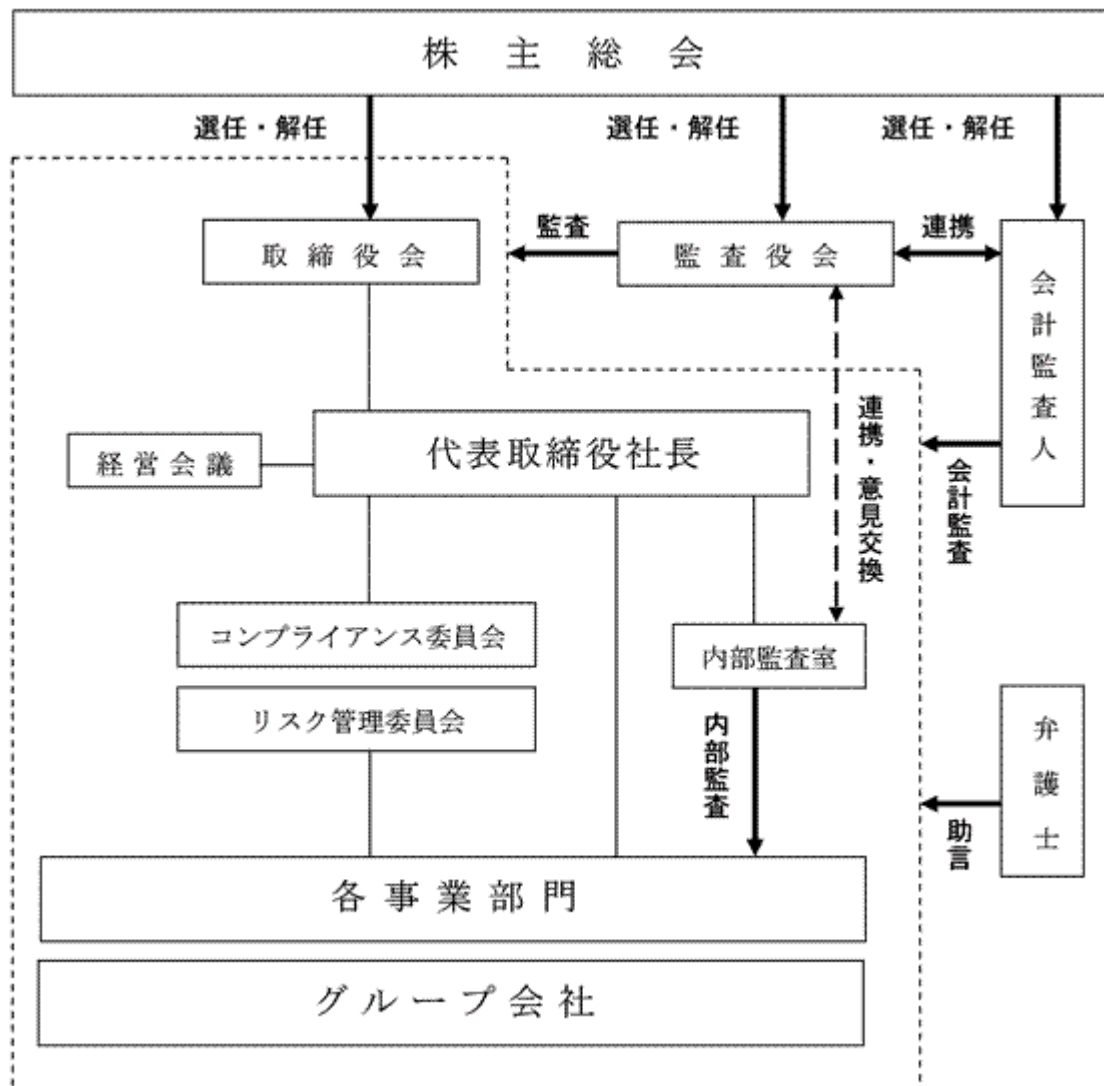 株主総会
選任・解任
選任・解任
選任・解任
取締役会
監査
監査役会
連携
会計監査人
経営会議
代表取締役社長
連携・意見交換
会計監査
コンプライアンス委員会
内部監査室
リスク管理委員会
内部監査
弁護士
助言
各事業部門
グループ会社